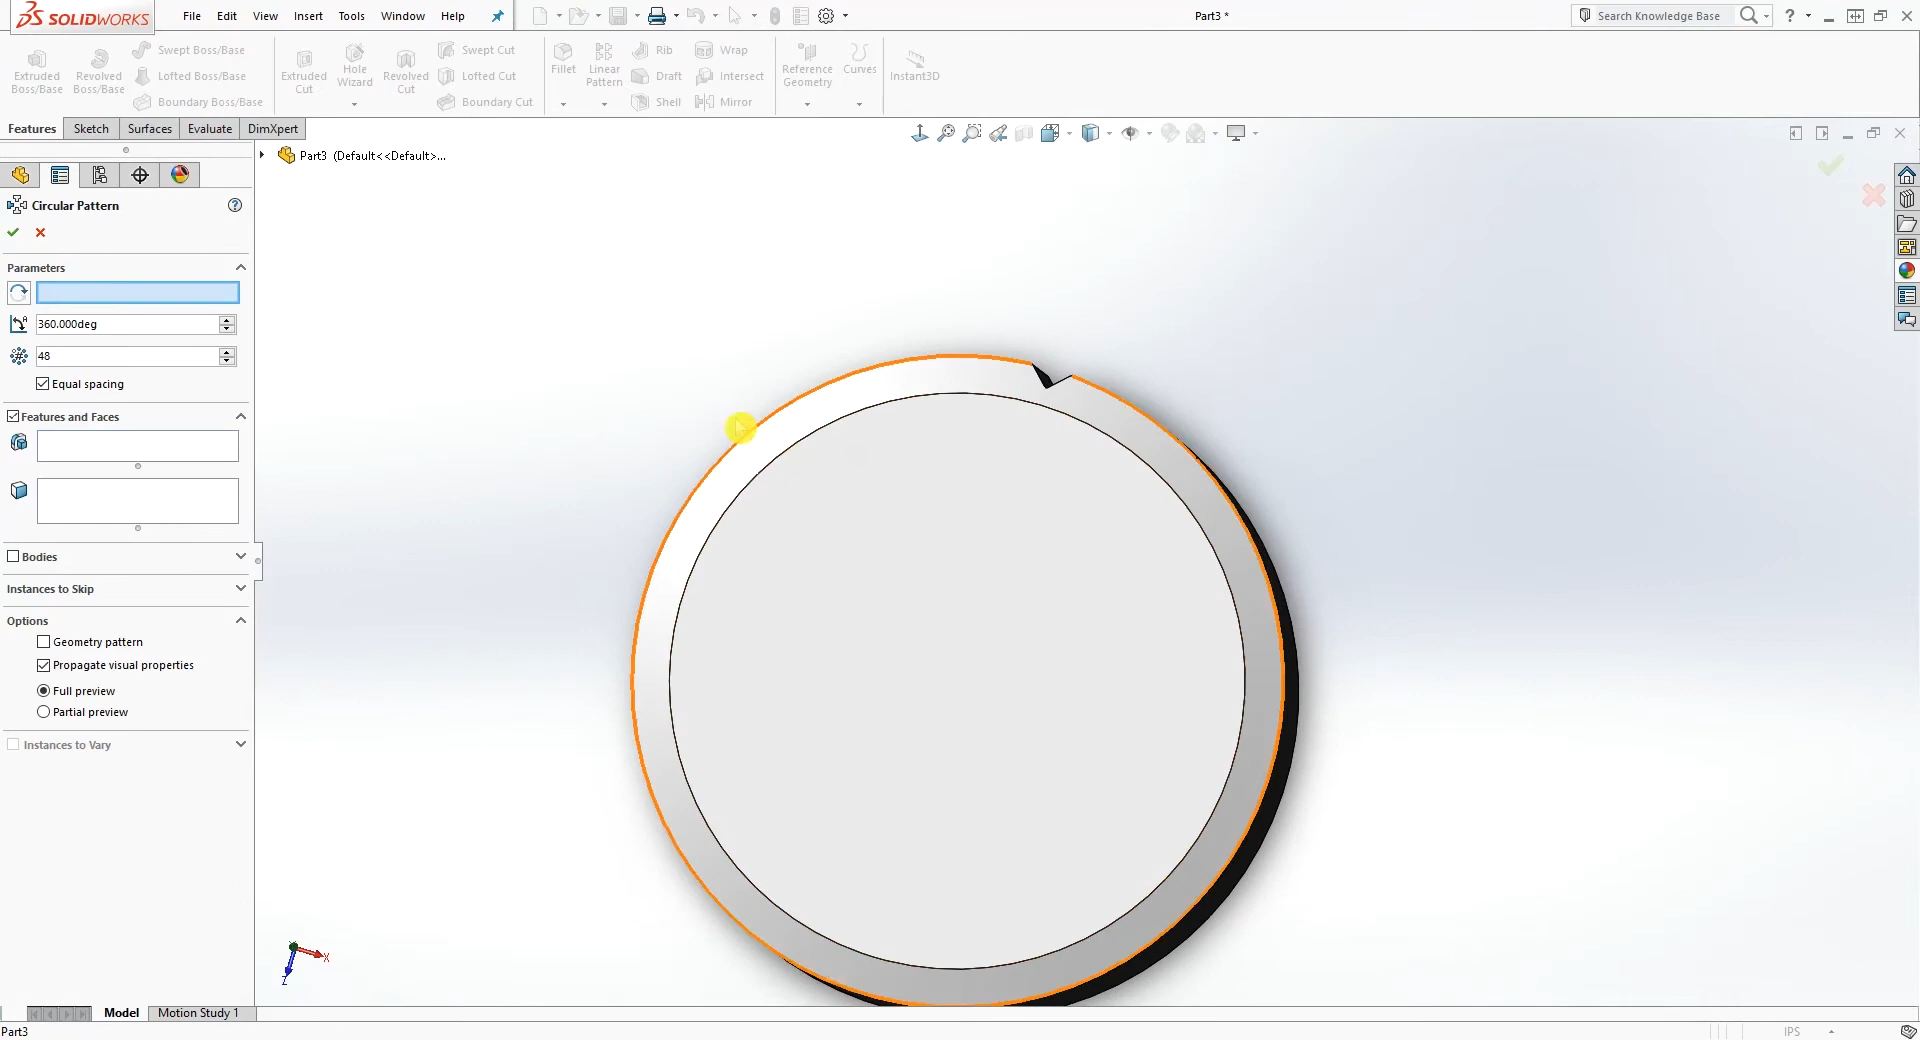 SOLIDWORKS
File Edit View Insert Tools Window Help
Part3 *
Search Knowledge Base
?
Extruded Boss/Base
Revolved Boss/Base
Swept Boss/Base
Lofted Boss/Base
Boundary Boss/Base
Extruded Cut
Hole Wizard
Revolved Cut
Swept Cut
Lofted Cut
Boundary Cut
Fillet
Linear Pattern
Rib
Draft
Shell
Wrap
Intersect
Mirror
Reference Geometry
Curves
Instant3D
Features Sketch Surfaces Evaluate DimXpert
Part3 (Default<<Default>...
Circular Pattern
Parameters
360.000deg
48
Equal spacing
Features and Faces
Bodies
Instances to Skip
Options
Geometry pattern
Propagate visual properties
Full preview
Partial preview
Instances to Vary
X
Z
Model Motion Study 1
Part3
IPS